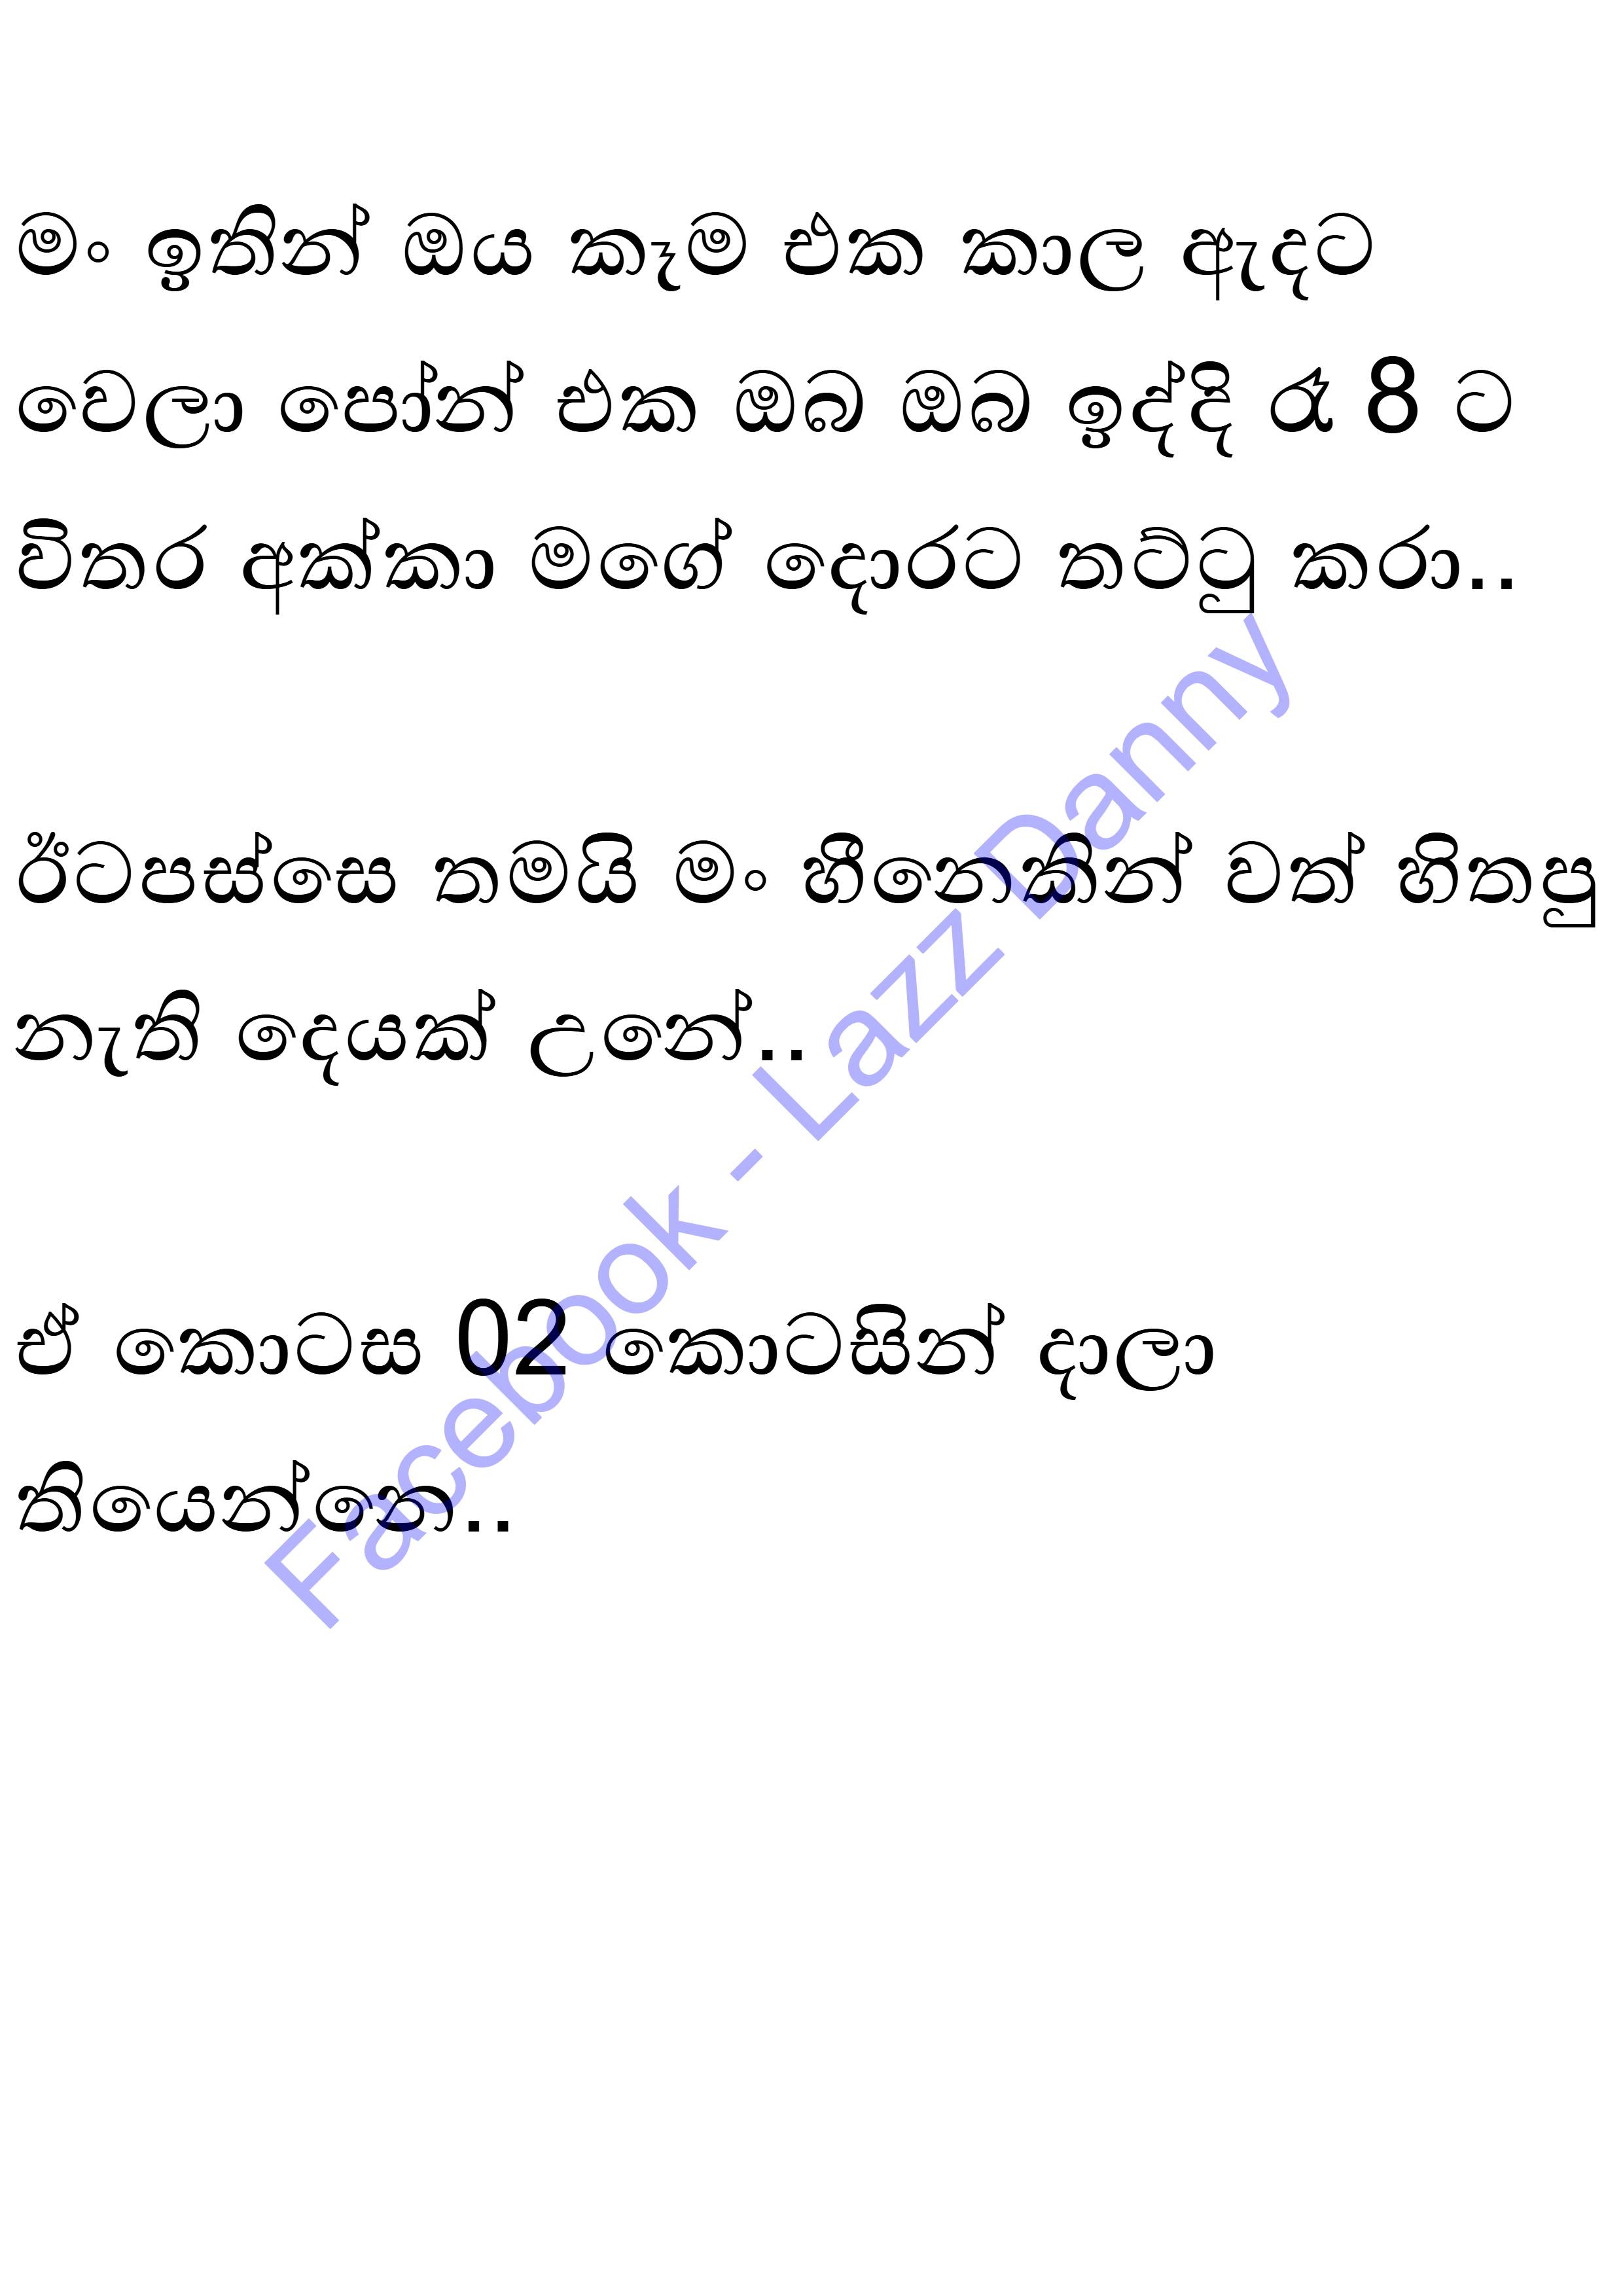 මං ඉතින් ඔය කෑම එක කාල ඇඳට
වෙලා පෝන් එක ඔබ ඔබ ඉද්දි රෑ 8 ට
විතර අක්කා මගේ දොරට තට්ටු කරා..
ඊටපස්සෙ තමයි මං හීනෙකින් වත් හිතපු
නැති දෙයක් උනේ..
ඒ කොටස 02 කොටසින් දාලා
තියෙන්නෙ..
Facebook - Lazz Danny